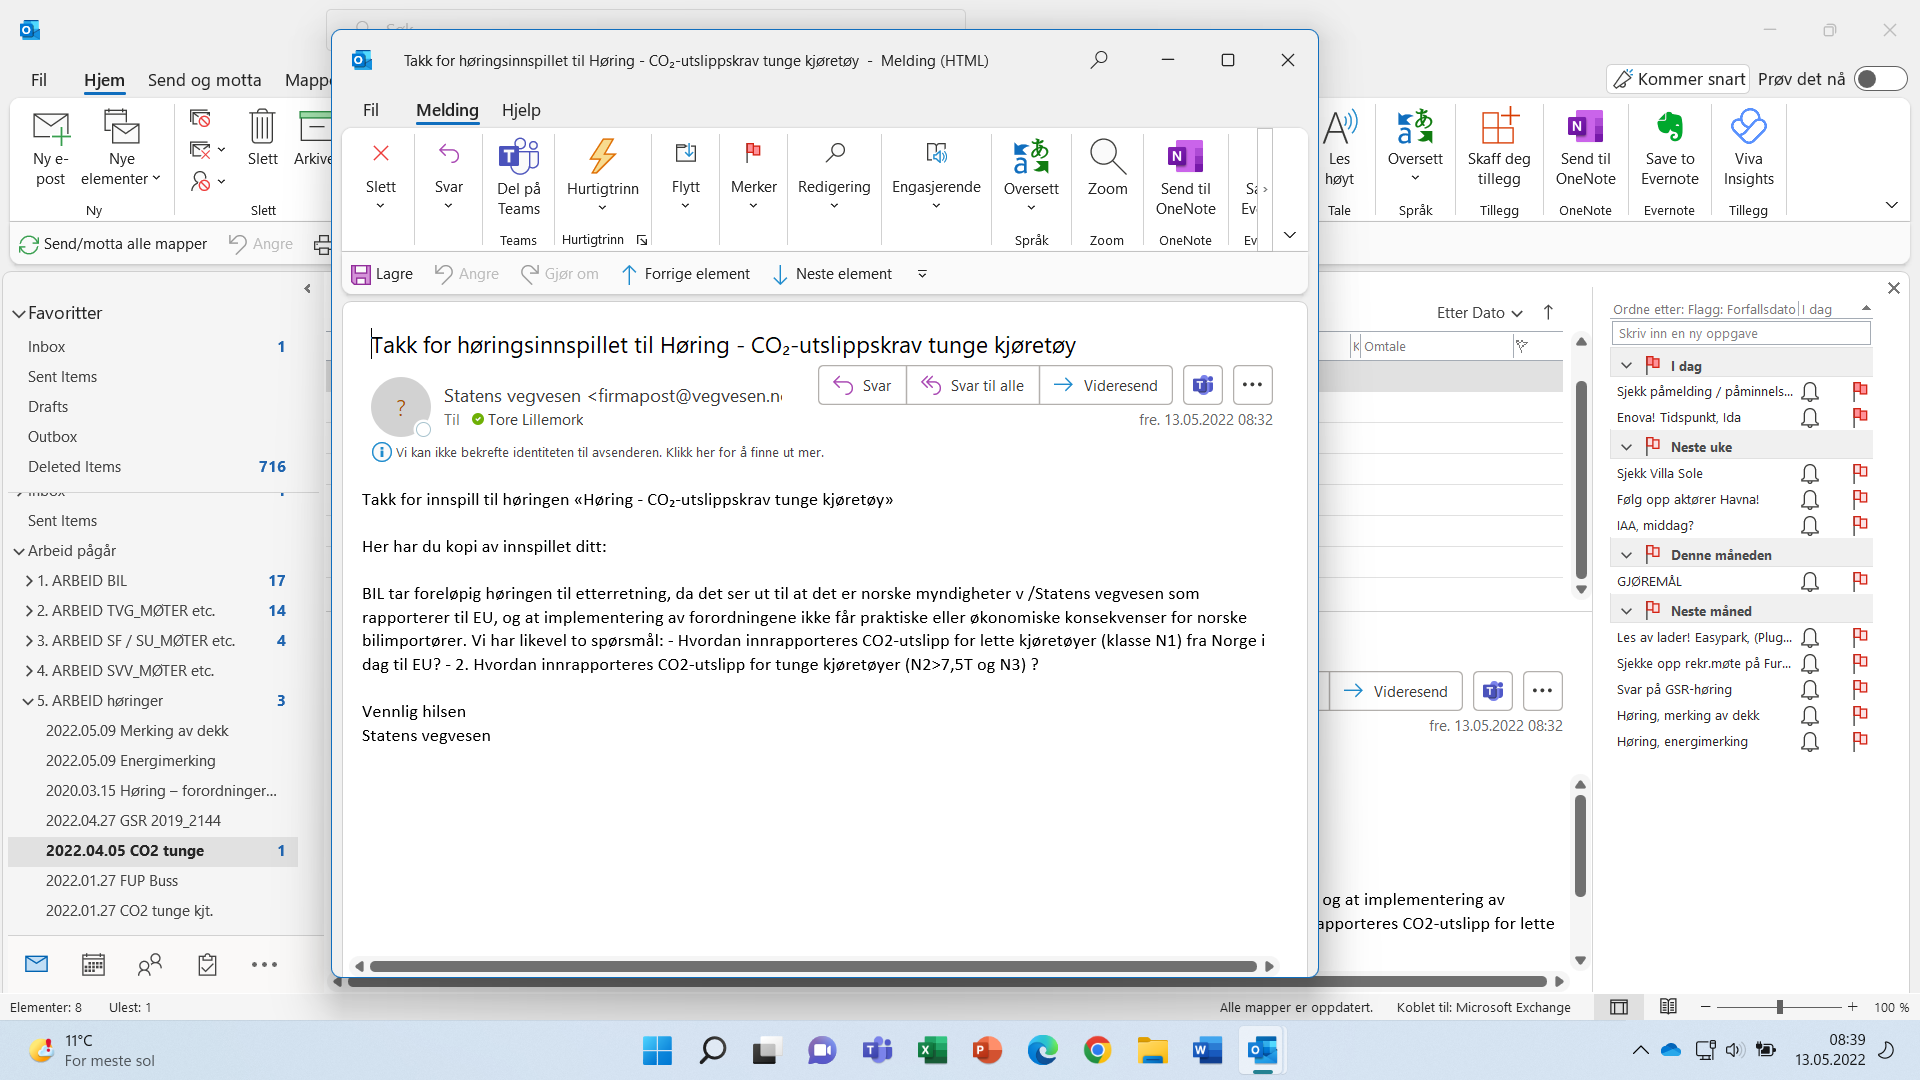 Søk
Takk for høringsinnspillet til Høring - CO₂-utslippskrav tunge kjøretøy - Melding (HTML)
Fil Hjem Send og motta Mappe
Kommer snart Prøv det nå
Fil Melding Hjelp
Ny e-post
Nye elementer
Ny
Slett
Arkive
Slett
Slett
Svar
Del på Teams
Teams
Hurtigtrinn
Hurtigtrinn
Flytt
Merker
Redigering
Engasjerende
Oversett
Språk
Zoom
Zoom
Send til OneNote
OneNote
Les høyt
Tale
Oversett
Språk
Skaff deg tillegg
Tillegg
Send til OneNote
OneNote
Save to Evernote
Evernote
Viva Insights
Tillegg
Send/motta alle mapper Angre
Lagre Angre Gjør om Forrige element Neste element
Favoritter
Inbox 1
Sent Items
Drafts
Outbox
Deleted Items 716
Inbox 1
Sent Items
Arbeid pågår
1. ARBEID BIL 17
2. ARBEID TVG_MØTER etc. 14
3. ARBEID SF / SU_MØTER etc. 4
4. ARBEID SVV_MØTER etc.
5. ARBEID høringer 3
2022.05.09 Merking av dekk
2022.05.09 Energimerking
2020.03.15 Høring – forordninger...
2022.04.27 GSR 2019_2144
2022.04.05 CO2 tunge 1
2022.01.27 FUP Buss
2022.01.27 CO2 tunge kjt.
Takk for høringsinnspillet til Høring - CO₂-utslippskrav tunge kjøretøy
?
Statens vegvesen <firmapost@vegvesen.n
Til Tore Lillemork
Svar Svar til alle Videresend
fre. 13.05.2022 08:32
Vi kan ikke bekrefte identiteten til avsenderen. Klikk her for å finne ut mer.
Takk for innspill til høringen «Høring - CO₂-utslippskrav tunge kjøretøy»
Her har du kopi av innspillet ditt:
BIL tar foreløpig høringen til etterretning, da det ser ut til at det er norske myndigheter v /Statens vegvesen som
rapporterer til EU, og at implementering av forordningene ikke får praktiske eller økonomiske konsekvenser for norske
bilimportører. Vi har likevel to spørsmål: - Hvordan innrapporteres CO2-utslipp for lette kjøretøyer (klasse N1) fra Norge i
dag til EU? - 2. Hvordan innrapporteres CO2-utslipp for tunge kjøretøyer (N2>7,5T og N3) ?
Vennlig hilsen
Statens vegvesen
Etter Dato
K Omtale
Videresend
fre. 13.05.2022 08:32
og at implementering av
apporteres CO2-utslipp for lette
Ordne etter: Flagg: Forfallsdato I dag
Skriv inn en ny oppgave
I dag
Sjekk påmelding / påminnels...
Enova! Tidspunkt, Ida
Neste uke
Sjekk Villa Sole
Følg opp aktører Havna!
IAA, middag?
Denne måneden
GJØREMÅL
Neste måned
Les av lader! Easypark, (Plug...
Sjekke opp rekr.møte på Fur...
Svar på GSR-høring
Høring, merking av dekk
Høring, energimerking
Elementer: 8 Ulest: 1
Alle mapper er oppdatert. Koblet til: Microsoft Exchange
100 %
11°C
For meste sol
08:39
13.05.2022